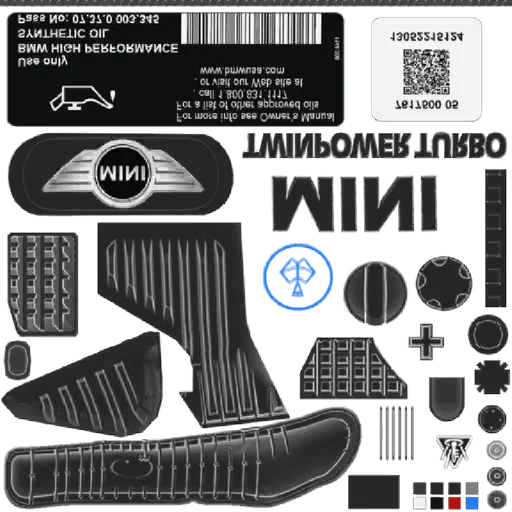 Use only
BMW HIGH PERFORMANCE
SYNTHETIC OIL
Pass No: 07.37.0 003.345
For more info see Owner's Manual
For a list of other approved oils
, call 1.800.831.1117
, or visit our Web site at
www.bmwusa.com
MINI
TWINPOWER TURBO
MINI